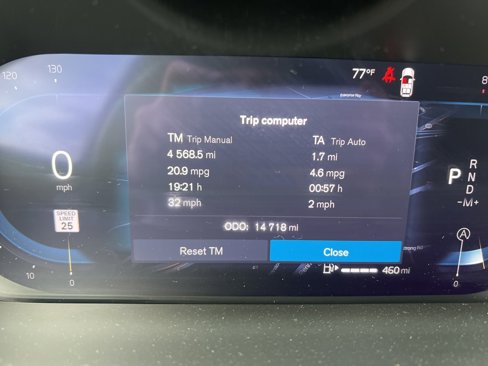 120
130
77°F
8
Trip computer
TM Trip Manual
TA Trip Auto
4 568.5 mi
1.7 mi
20.9 mpg
4.6 mpg
19:21 h
00:57 h
32 mph
2 mph
ODO: 14 718 mi
Reset TM
Close
0
mph
SPEED
LIMIT
25
0
P
R
N
D
-M+
A
0
460 mi